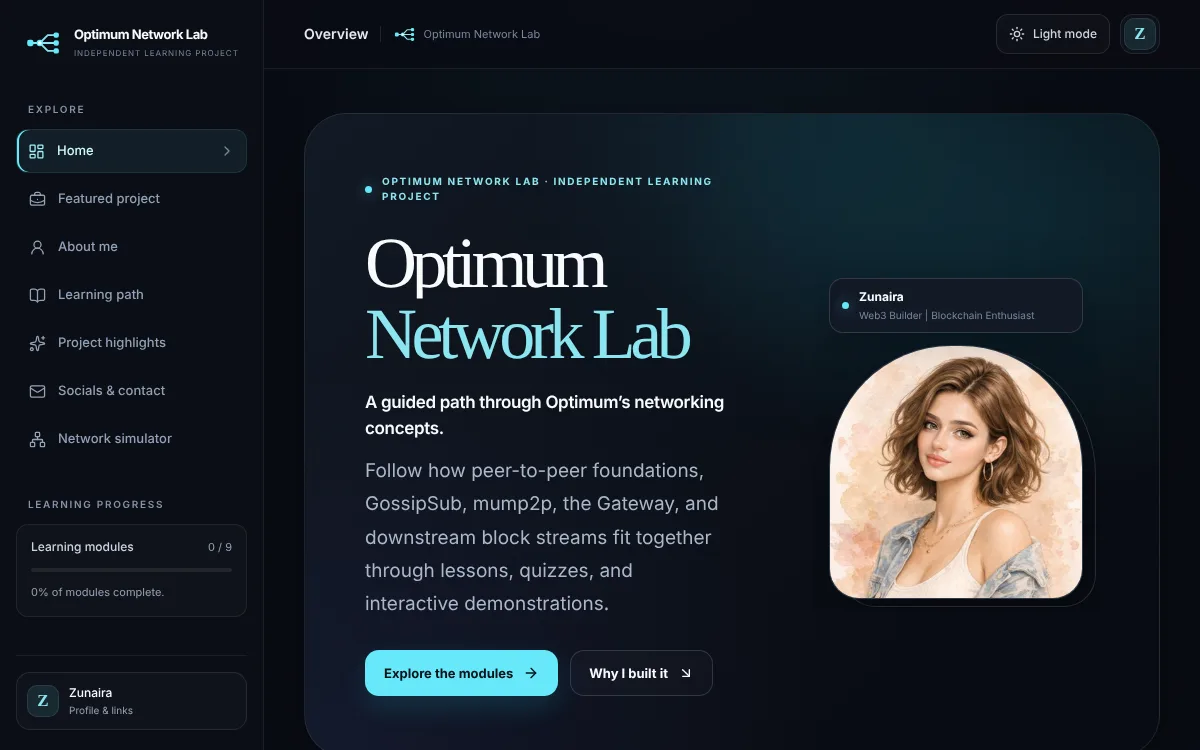 Optimum Network Lab
INDEPENDENT LEARNING PROJECT
EXPLORE
Home
Featured project
About me
Learning path
Project highlights
Socials & contact
Network simulator
LEARNING PROGRESS
Learning modules 0 / 9
0% of modules complete.
Z
Zunaira
Profile & links
Overview
Optimum Network Lab
Light mode
Z
OPTIMUM NETWORK LAB · INDEPENDENT LEARNING
PROJECT
Optimum
Network Lab
A guided path through Optimum’s networking
concepts.
Follow how peer-to-peer foundations,
GossipSub, mump2p, the Gateway, and
downstream block streams fit together
through lessons, quizzes, and
interactive demonstrations.
Explore the modules
Why I built it
Zunaira
Web3 Builder | Blockchain Enthusiast